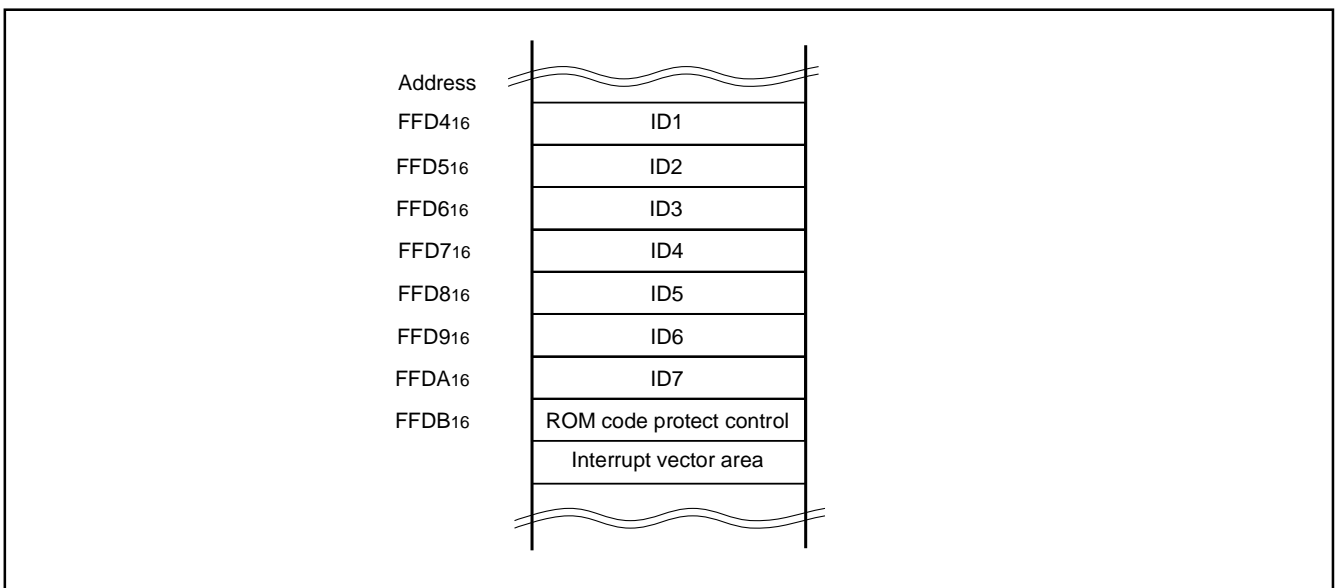 Address
FFD416 ID1
FFD516 ID2
FFD616 ID3
FFD716 ID4
FFD816 ID5
FFD916 ID6
FFDA16 ID7
FFDB16 ROM code protect control
Interrupt vector area